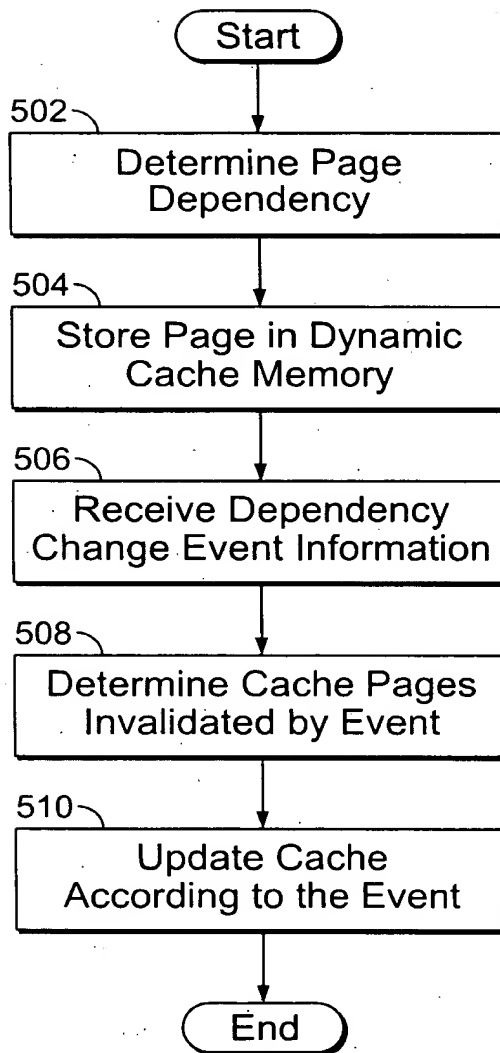 Start
502
Determine Page
Dependency
504
Store Page in Dynamic
Cache Memory
506
Receive Dependency
Change Event Information
508
Determine Cache Pages
Invalidated by Event
510
Update Cache
According to the Event
End